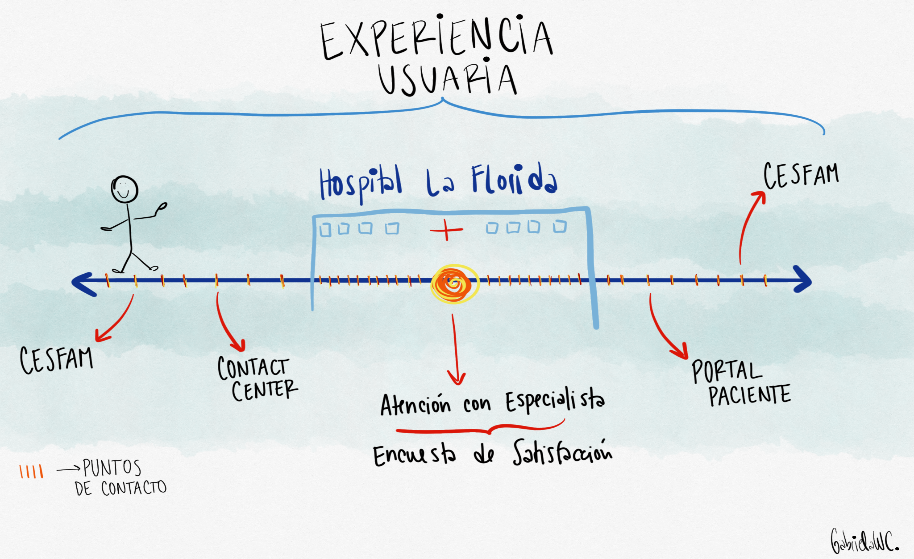 EXPERIENCIA
USUARIA
Hospital La Florida
CESFAM
CESFAM
CONTACT
CENTER
PORTAL
PACIENTE
Atención con Especialista
Encuesta de Satisfacción
PUNTOS
DE CONTACTO
GabrielaWC.